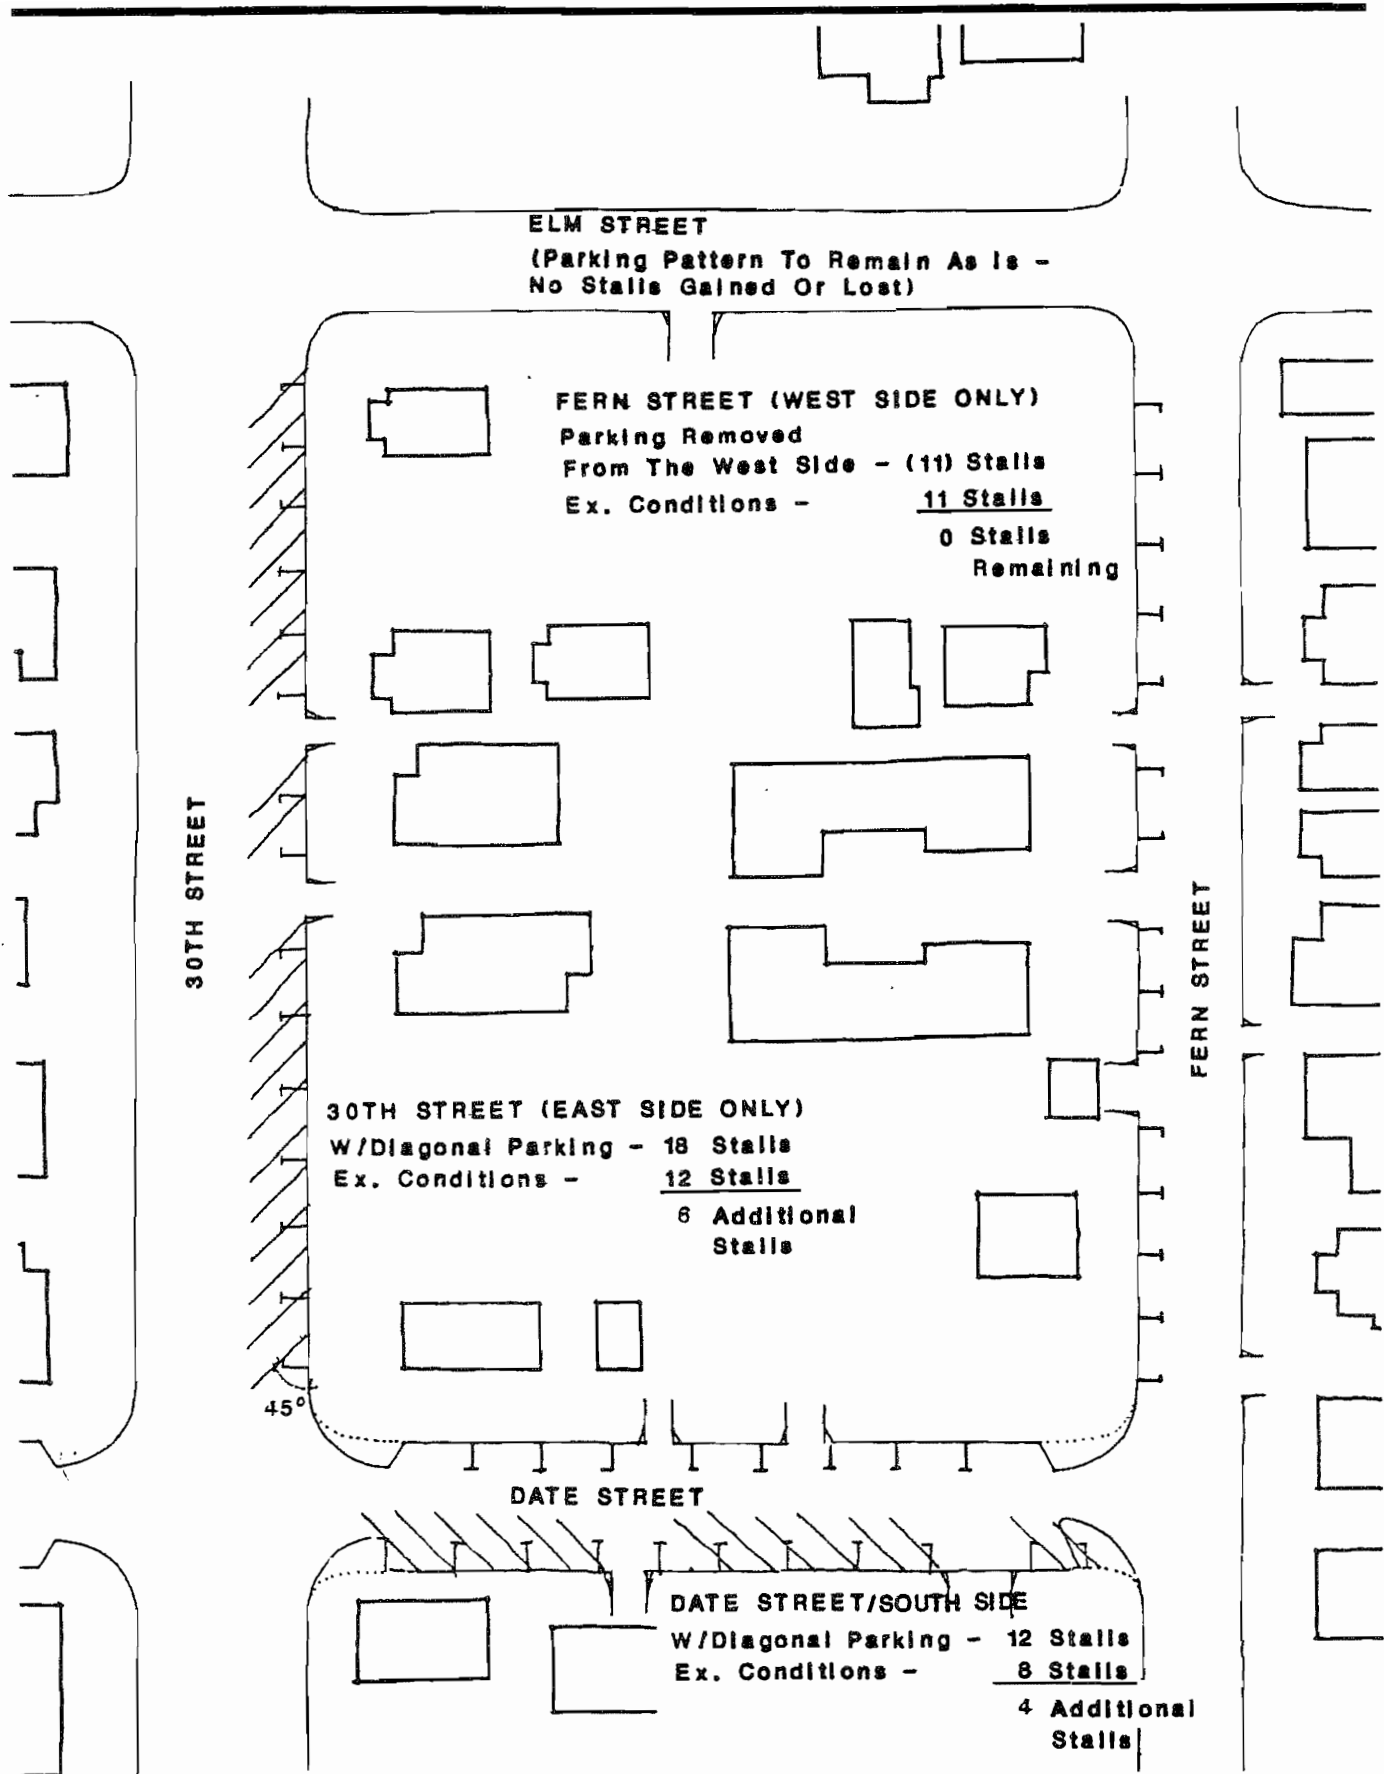 ELM STREET
(Parking Pattern To Remain As Is -
No Stalls Gained Or Lost)
FERN STREET (WEST SIDE ONLY)
Parking Removed
From The West Side - (11) Stalls
Ex. Conditions - 11 Stalls
0 Stalls
Remaining
30TH STREET
FERN STREET
30TH STREET (EAST SIDE ONLY)
W/Diagonal Parking - 18 Stalls
Ex. Conditions - 12 Stalls
6 Additional
Stalls
45°
DATE STREET
DATE STREET/SOUTH SIDE
W/Diagonal Parking - 12 Stalls
Ex. Conditions - 8 Stalls
4 Additional
Stalls